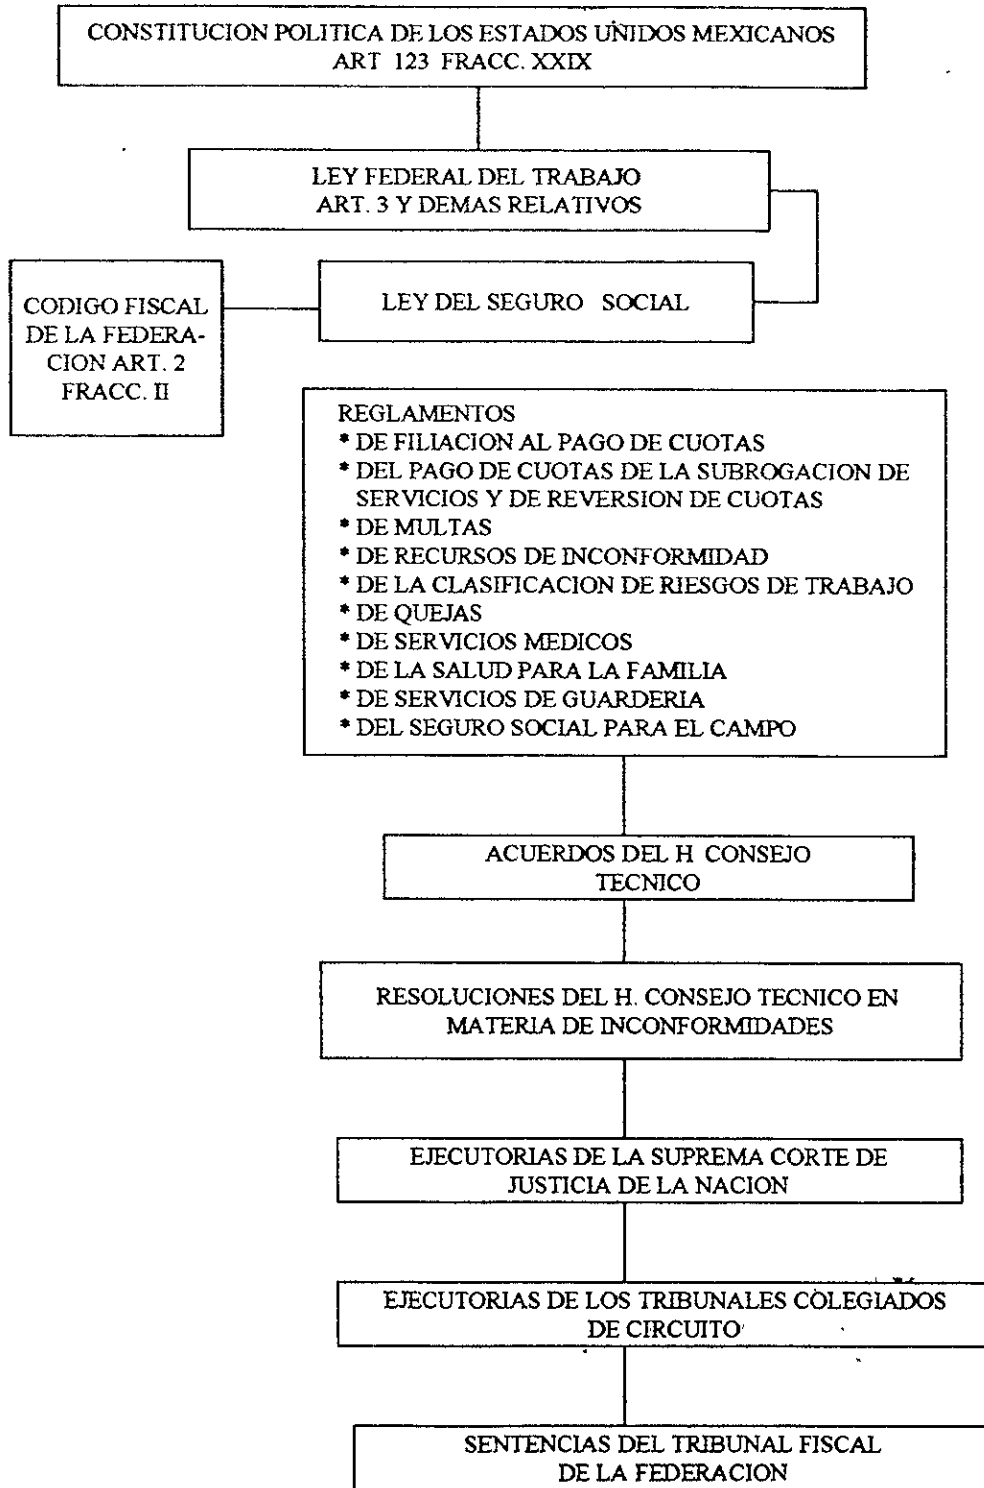 CONSTITUCION POLITICA DE LOS ESTADOS UNIDOS MEXICANOS
ART 123 FRACC. XXIX
LEY FEDERAL DEL TRABAJO
ART. 3 Y DEMAS RELATIVOS
CODIGO FISCAL
DE LA FEDERA-
CION ART. 2
FRACC. II
LEY DEL SEGURO SOCIAL
REGLAMENTOS
* DE FILIACION AL PAGO DE CUOTAS
* DEL PAGO DE CUOTAS DE LA SUBROGACION DE
SERVICIOS Y DE REVERSION DE CUOTAS
* DE MULTAS
* DE RECURSOS DE INCONFORMIDAD
* DE LA CLASIFICACION DE RIESGOS DE TRABAJO
* DE QUEJAS
* DE SERVICIOS MEDICOS
* DE LA SALUD PARA LA FAMILIA
* DE SERVICIOS DE GUARDERIA
* DEL SEGURO SOCIAL PARA EL CAMPO
ACUERDOS DEL H CONSEJO
TECNICO
RESOLUCIONES DEL H. CONSEJO TECNICO EN
MATERIA DE INCONFORMIDADES
EJECUTORIAS DE LA SUPREMA CORTE DE
JUSTICIA DE LA NACION
EJECUTORIAS DE LOS TRIBUNALES COLEGIADOS
DE CIRCUITO
SENTENCIAS DEL TRIBUNAL FISCAL
DE LA FEDERACION